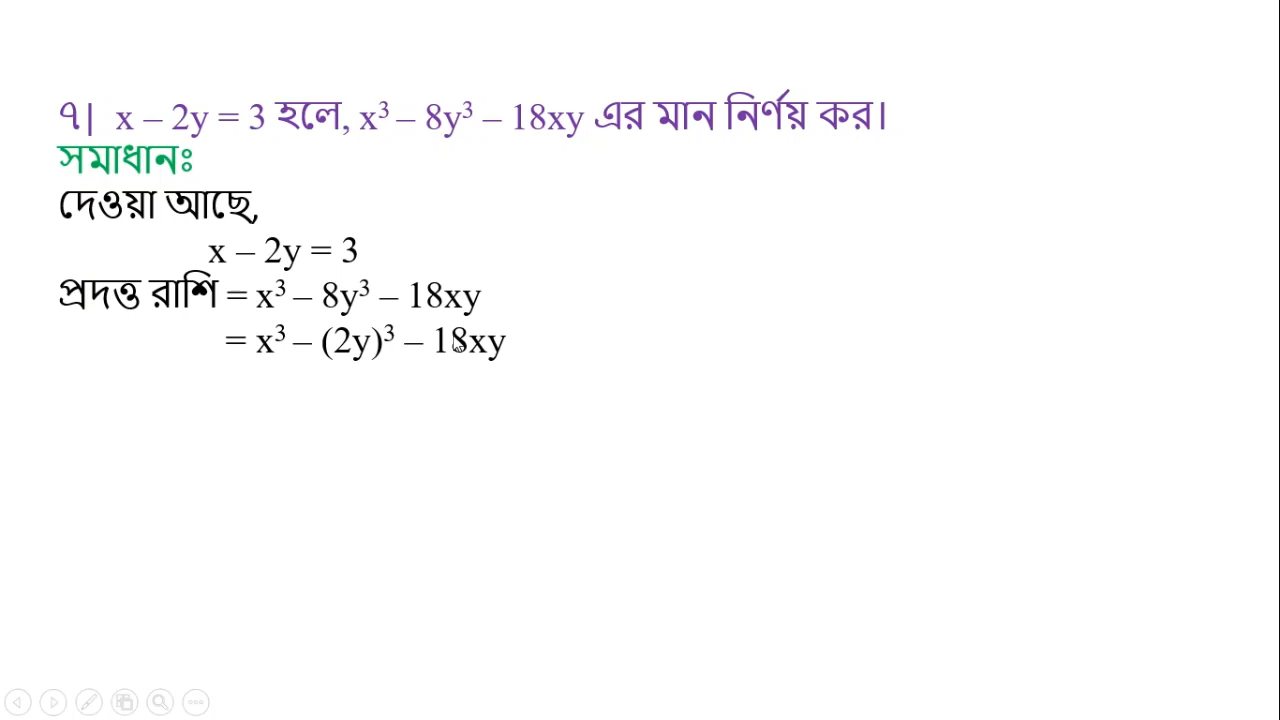 ৭| x – 2y = 3 হলে, x³ – 8y³ – 18xy এর মান নির্ণয় কর।
সমাধানঃ
দেওয়া আছে,
x – 2y = 3
প্রদত্ত রাশি = x³ – 8y³ – 18xy
= x³ – (2y)³ – 18xy